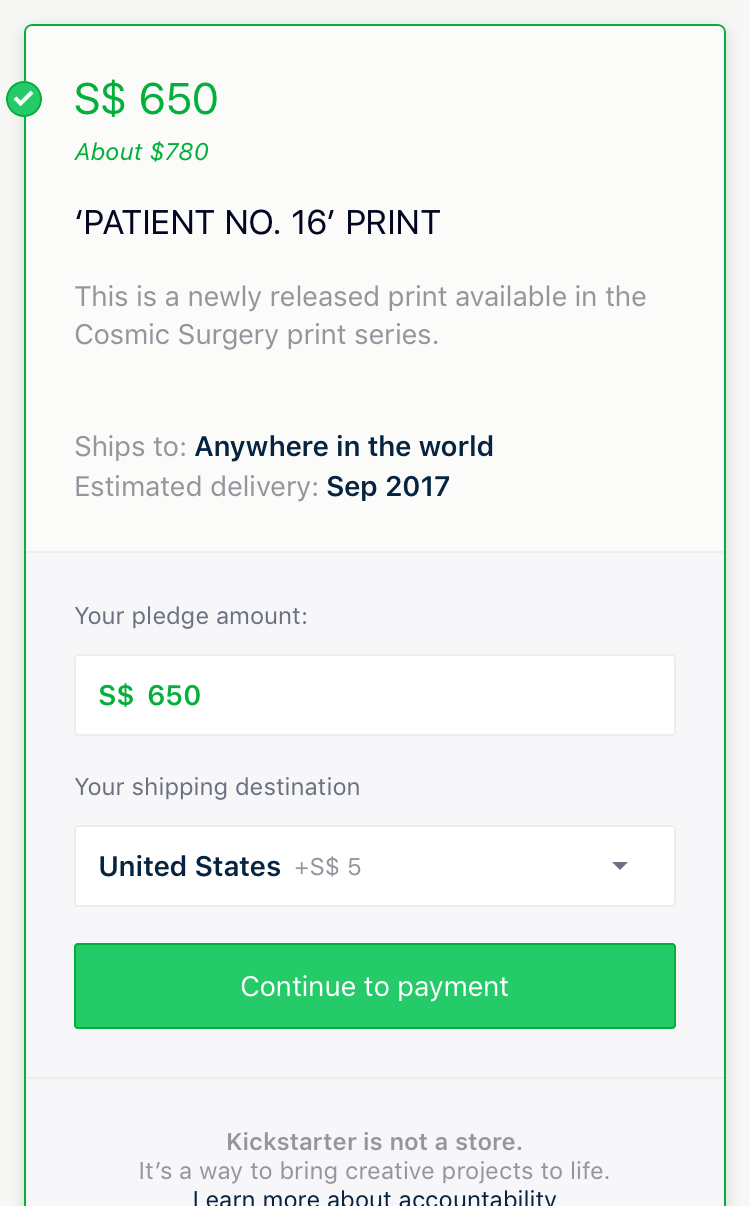 S$ 650
About $780
‘PATIENT NO. 16’ PRINT
This is a newly released print available in the
Cosmic Surgery print series.
Ships to: Anywhere in the world
Estimated delivery: Sep 2017
Your pledge amount:
S$ 650
Your shipping destination
United States +S$ 5
Continue to payment
Kickstarter is not a store.
It’s a way to bring creative projects to life.
Learn more about accountability